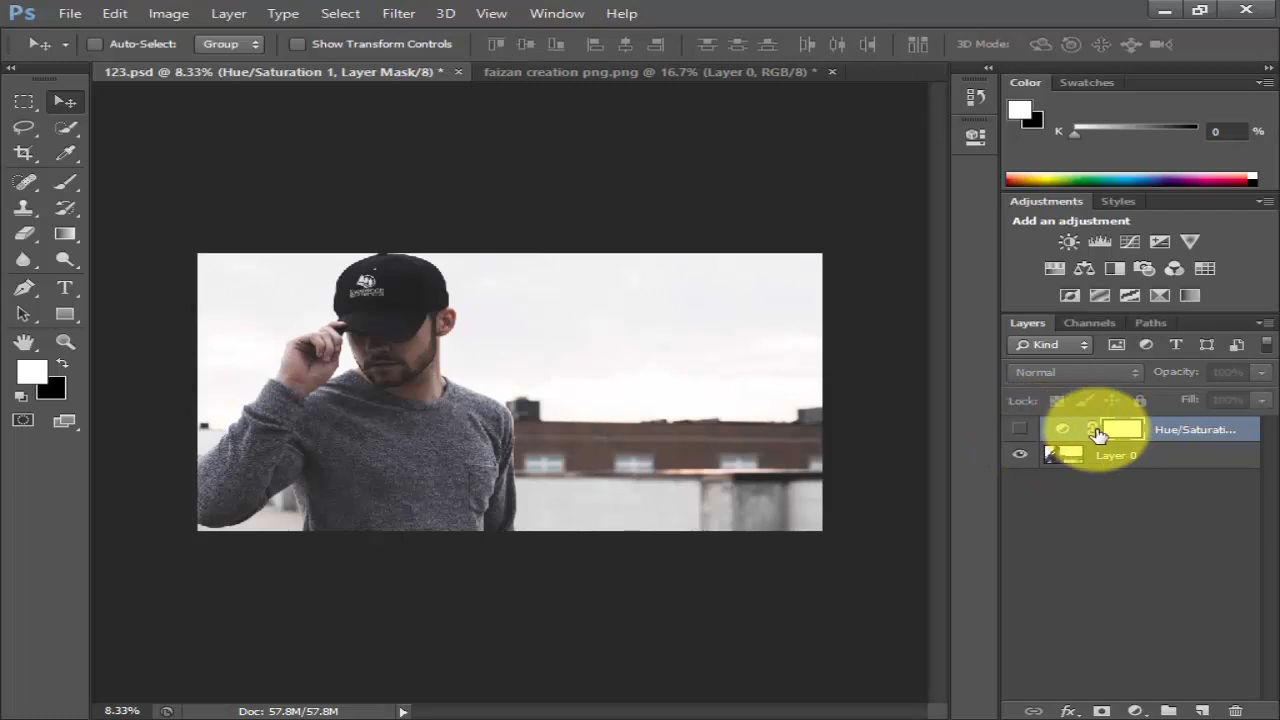 Ps File Edit Image Layer Type Select Filter 3D View Window Help
Auto-Select: Group Show Transform Controls 3D Mode:
123.psd @ 8.33% (Hue/Saturation 1, Layer Mask/8) * × faizan creation png.png @ 16.7% (Layer 0, RGB/8) * ×
Color Swatches
K 0 %
Adjustments Styles
Add an adjustment
Layers Channels Paths
Kind
Normal Opacity: 100%
Lock: Fill: 100%
Hue/Saturati...
Layer 0
8.33% Doc: 57.8M/57.8M